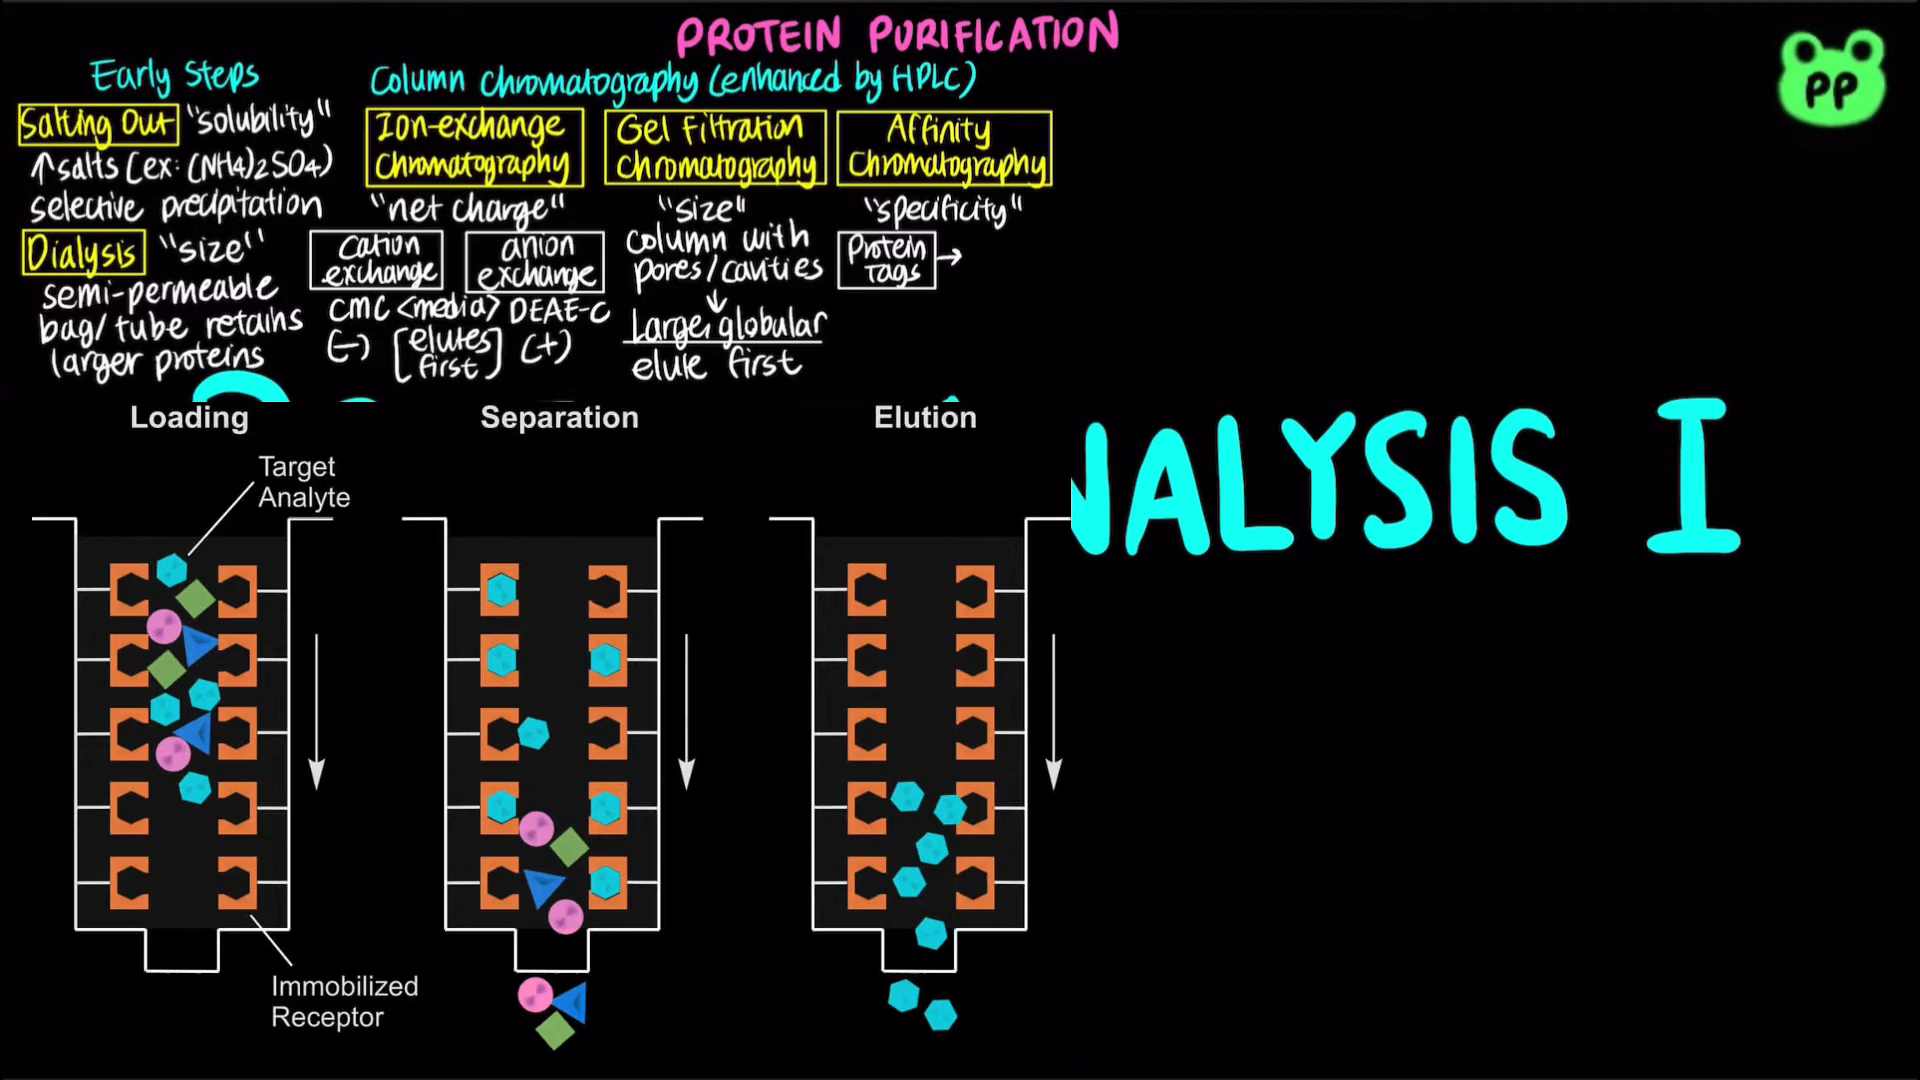 PROTEIN PURIFICATION
PP
Early Steps
Salting Out "solubility"
↑salts (ex: (NH4)2SO4)
selective precipitation
Dialysis "size"
semi-permeable
bag/tube retains
larger proteins
Column chromatography (enhanced by HPLC)
Ion-exchange
chromatography
"net charge"
cation
exchange
anion
exchange
CMC <media> DEAE-C
(-) [elutes first] (+)
Gel Filtration
chromatography
"size"
column with
pores/cavities
↓
Large, globular
elute first
Affinity
chromatography
"specificity"
Protein
Tags →
NALYSIS I
Loading
Target
Analyte
Immobilized
Receptor
Separation
Elution